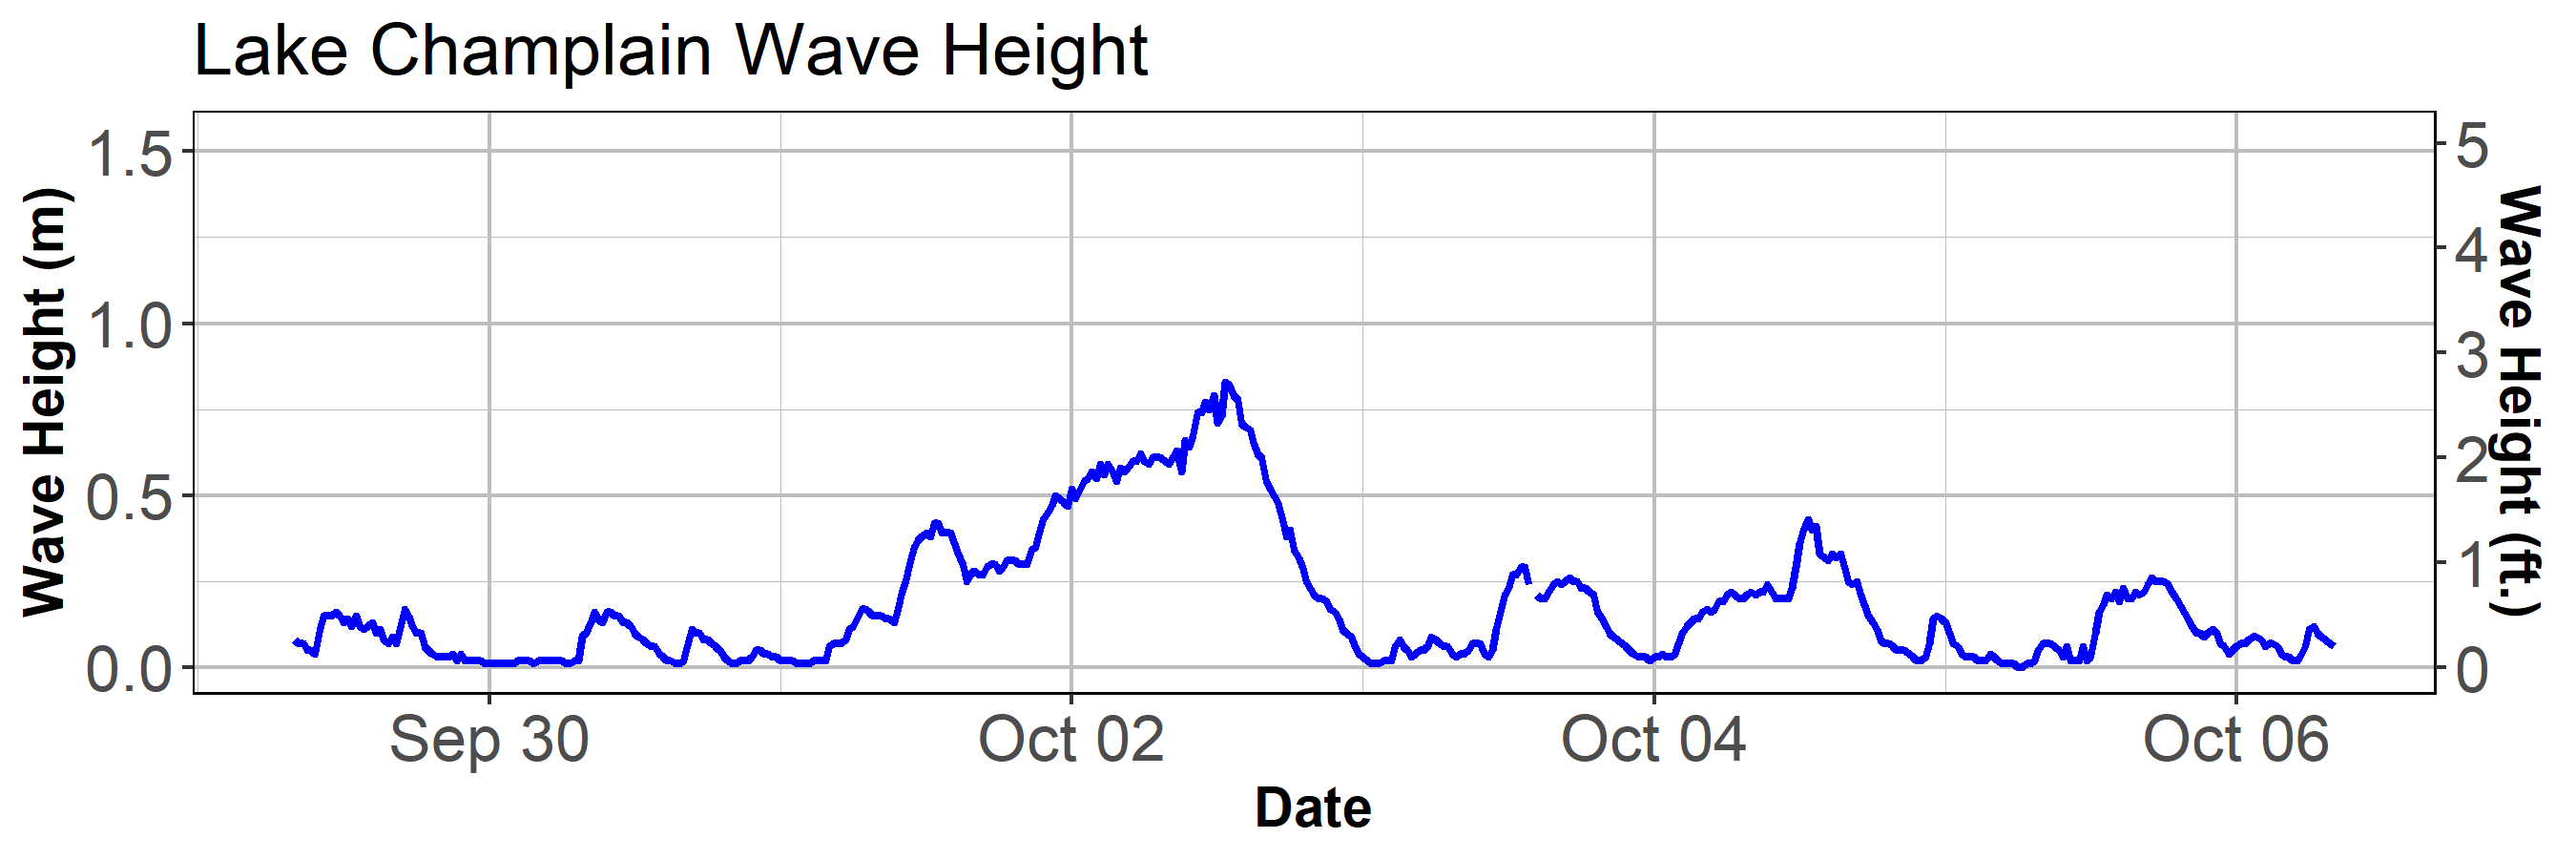 Lake Champlain Wave Height
Wave Height (m)
1.5
1.0
0.5
0.0
5
4
3
2
1
0
Wave Height (ft.)
Sep 30
Oct 02
Oct 04
Oct 06
Date